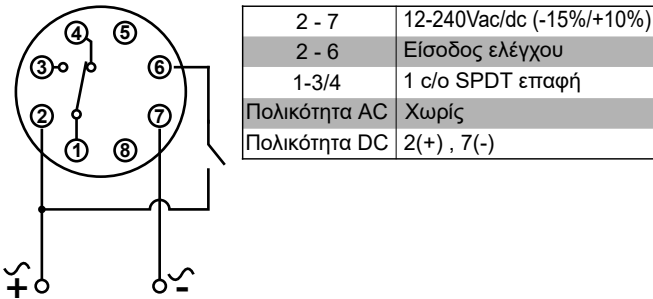 4 5
3 6
2 7
1 8
+ -
2 - 7 12-240Vac/dc (-15%/+10%)
2 - 6 Είσοδος ελέγχου
1-3/4 1 c/o SPDT επαφή
Πολικότητα AC Χωρίς
Πολικότητα DC 2(+) , 7(-)